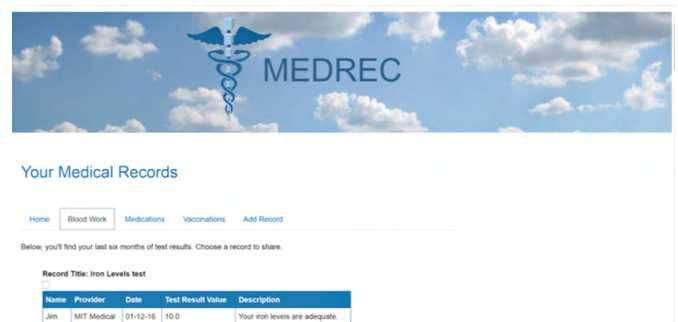 MEDREC
Your Medical Records
Home Blood Work Medications Vaccinations Add Record
Below, you'll find your last six months of test results. Choose a record to share.
Record Title: Iron Levels test
Name Provider Date Test Result Value Description
Jim MIT Medical 01-12-16 10.0 Your iron levels are adequate.